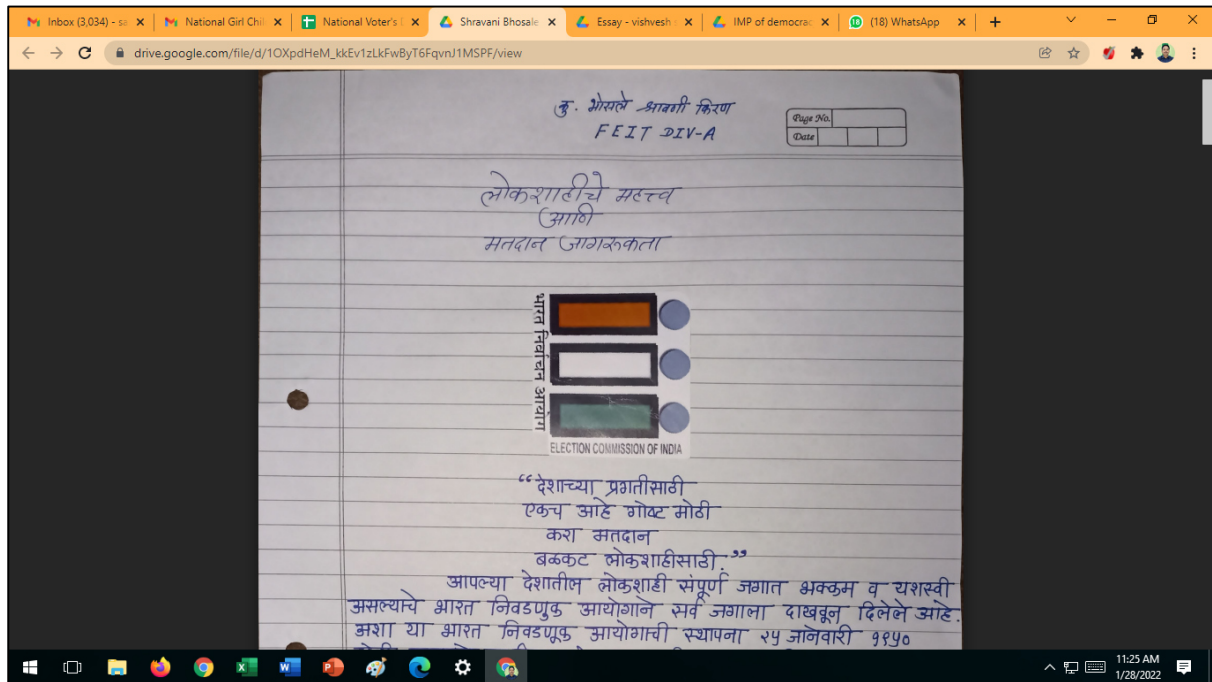 Inbox (3,034) - sa
National Girl Chil
National Voter's
Shravani Bhosale
Essay - vishvesh
IMP of democrac
(18) WhatsApp
drive.google.com/file/d/1OXpdHeM_kkEv1zLkFwByT6FqvnJ1MSPF/view
कु. भोसले श्रावणी किरण
FEIT DIV-A
Page No.
Date
लोकशाहीचे महत्त्व
आणि
मतदान जागरूकता
भारत निर्वाचन आयोग
ELECTION COMMISSION OF INDIA
“देशाच्या प्रगतीसाठी
एकच आहे गोष्ट मोठी
करा मतदान
बळकट लोकशाहीसाठी.”
आपल्या देशातील लोकशाही संपूर्ण जगात भक्कम व यशस्वी
असल्याचे भारत निवडणुक आयोगाने सर्व जगाला दाखवून दिलेले आहे.
अशा या भारत निवडणूक आयोगाची स्थापना २५ जानेवारी १९५०
11:25 AM
1/28/2022